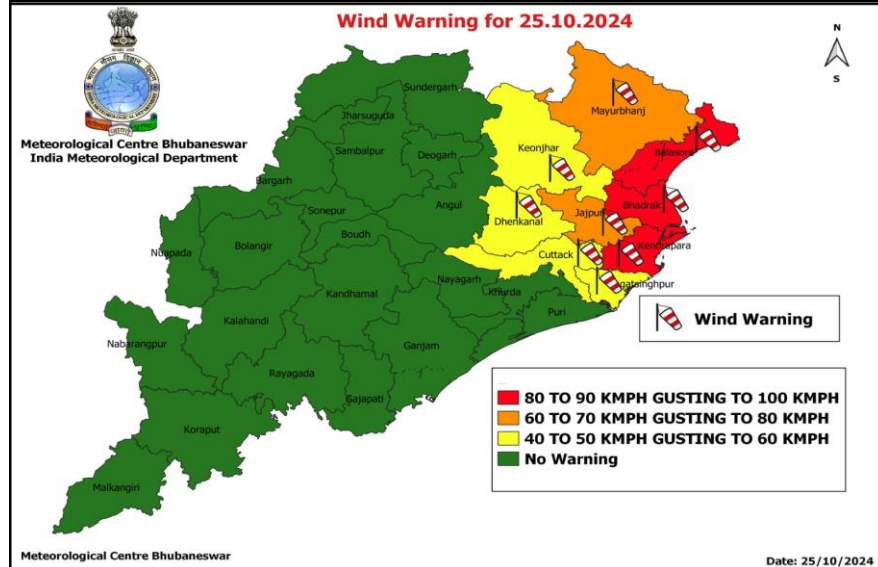 Wind Warning for 25.10.2024
Meteorological Centre Bhubaneswar
India Meteorological Department
N
S
Sundergarh
Mayurbhanj
Jharsuguda
Keonjhar
Balasore
Sambalpur
Deogarh
Bargarh
Angul
Bhadrak
Sonepur
Dhenkanal
Jajpur
Boudh
Nuapada
Bolangir
Cuttack
Kendrapara
Nayagarh
gatsinghpur
Kandhamal
Khurda
Puri
Kalahandi
Wind Warning
Nabarangpur
Ganjam
Rayagada
Gajapati
80 TO 90 KMPH GUSTING TO 100 KMPH
60 TO 70 KMPH GUSTING TO 80 KMPH
40 TO 50 KMPH GUSTING TO 60 KMPH
No Warning
Koraput
Malkangiri
Meteorological Centre Bhubaneswar
Date: 25/10/2024